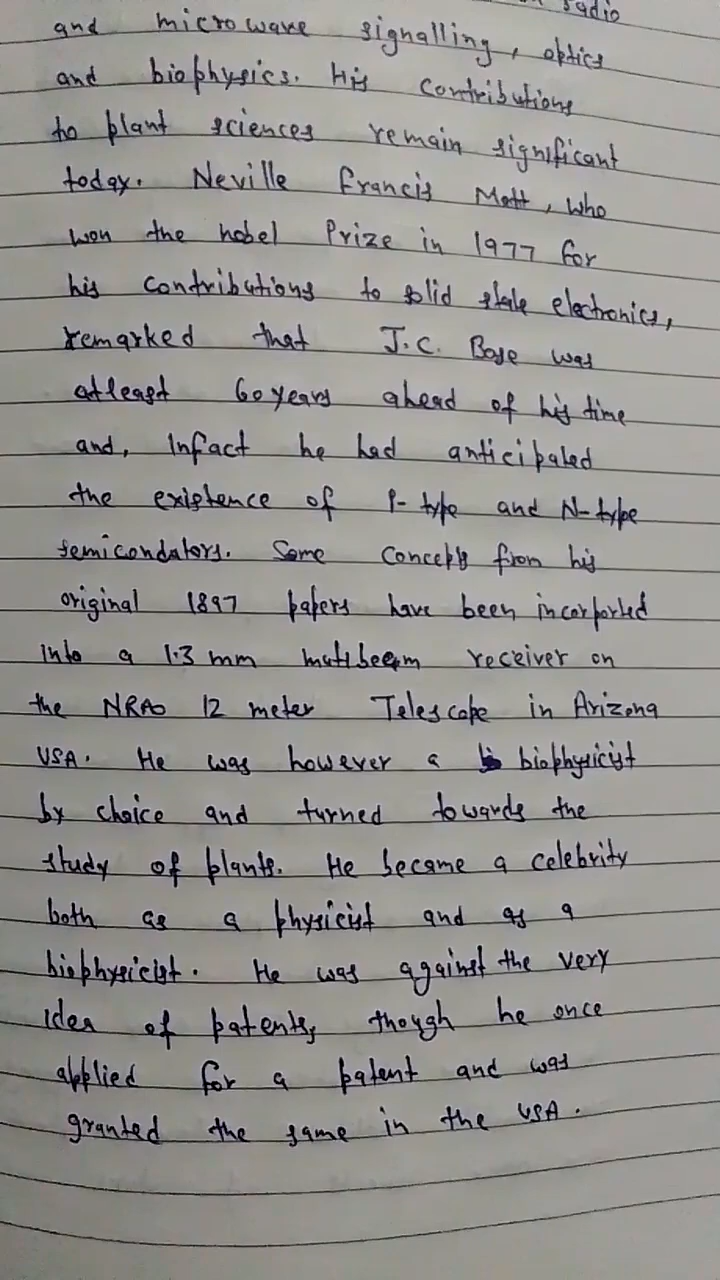 radio
and microwave signalling, optics
and biophysics. His contributions
to plant sciences remain significant
today. Neville Francis Mott, who
won the nobel Prize in 1977 for
his contributions to solid state electronics,
remarked that J.C. Bose was
atleast 60 years ahead of his time
and, Infact he had anticipated
the existence of P-type and N-type
semicondators. Some concepts from his
original 1897 papers have been incorported
into a 1.3 mm multibeam receiver on
the NRAO 12 meter Telescope in Arizona
USA. He was however a biophysicist
by choice and turned towards the
study of plants. He became a celebrity
both as a physicist and as a
biophysicist. He was against the very
idea of patents, though he once
applied for a patent and was
granted the same in the USA.